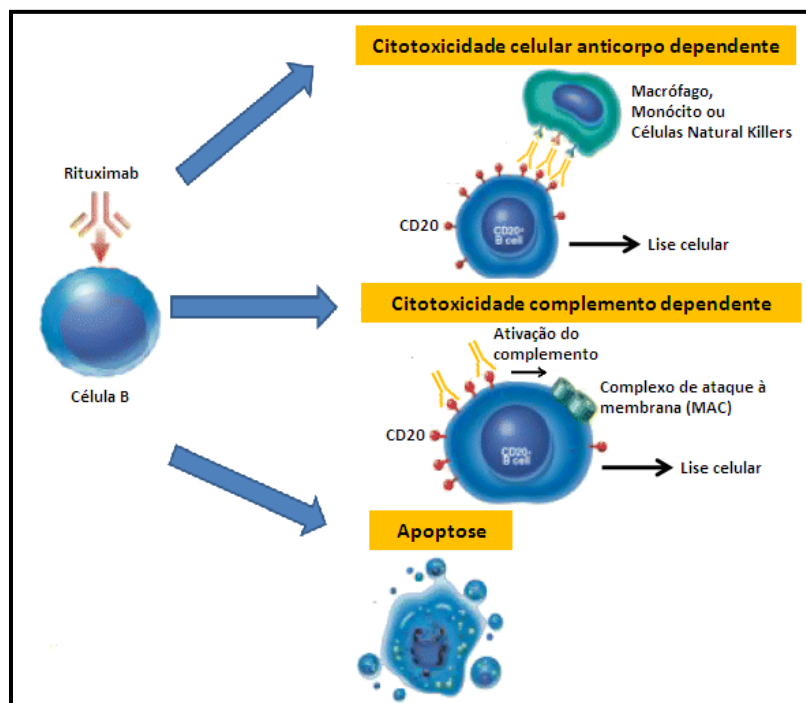 Citotoxicidade celular anticorpo dependente
Macrófago,
Monócito ou
Células Natural Killers
Rituximab
CD20
CD20+
B cell
Lise celular
Célula B
Citotoxicidade complemento dependente
Ativação do
complemento
Complexo de ataque à
membrana (MAC)
CD20
CD20+
B cell
Lise celular
Apoptose